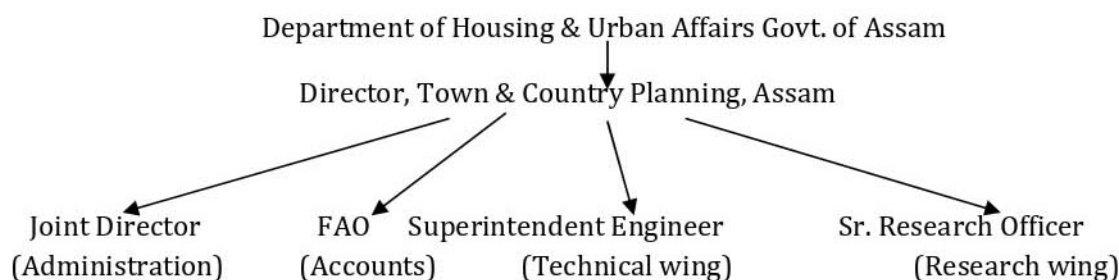 Department of Housing & Urban Affairs Govt. of Assam
Director, Town & Country Planning, Assam
Joint Director FAO Superintendent Engineer Sr. Research Officer
(Administration) (Accounts) (Technical wing) (Research wing)